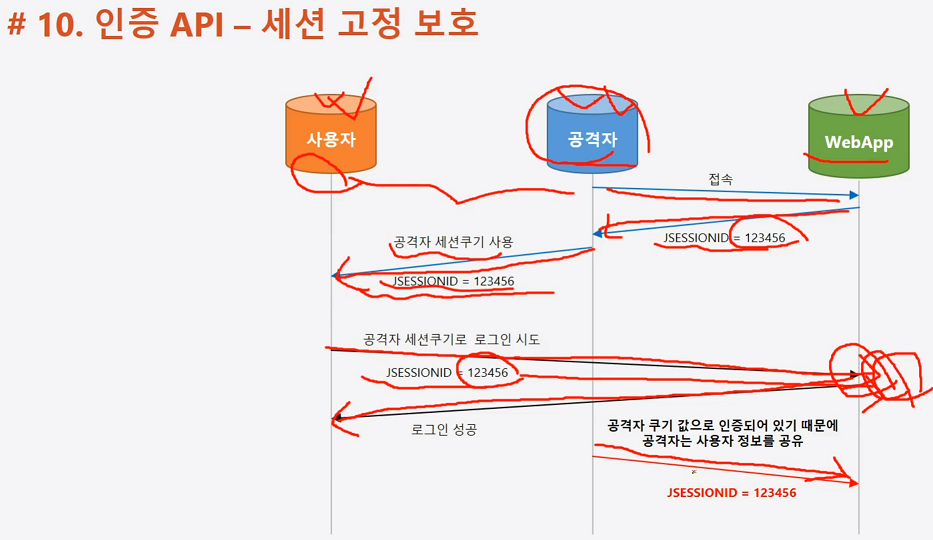 # 10. 인증 API – 세션 고정 보호
사용자
공격자
WebApp
접속
JSESSIONID = 123456
공격자 세션쿠기 사용
JSESSIONID = 123456
공격자 세션쿠기로 로그인 시도
JSESSIONID = 123456
로그인 성공
공격자 쿠기 값으로 인증되어 있기 때문에
공격자는 사용자 정보를 공유
JSESSIONID = 123456